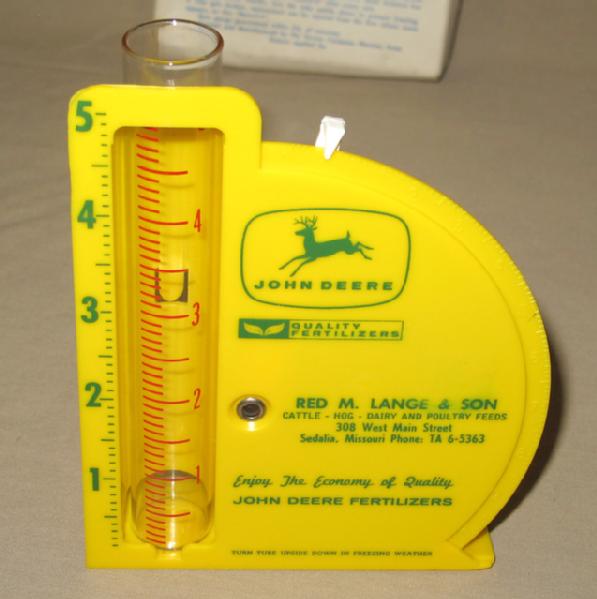 5
4
3
2
1
4
3
2
1
JOHN DEERE
QUALITY
FERTILIZERS
RED M. LANGE & SON
CATTLE - HOG - DAIRY AND POULTRY FEEDS
308 West Main Street
Sedalia, Missouri Phone: TA 6-5363
Enjoy The Economy of Quality
JOHN DEERE FERTILIZERS
TURN TUBE UPSIDE DOWN IN FREEZING WEATHER